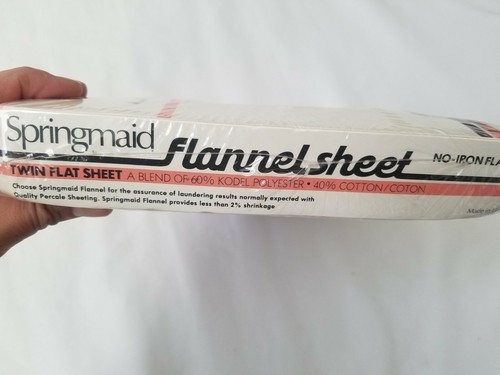 Springmaid flannel sheet NO-IRON
TWIN FLAT SHEET A BLEND OF 60% KODEL POLYESTER • 40% COTTON/COTON
Choose Springmaid Flannel for the assurance of laundering results normally expected with
Quality Percale Sheeting. Springmaid Flannel provides less than 2% shrinkage
Made